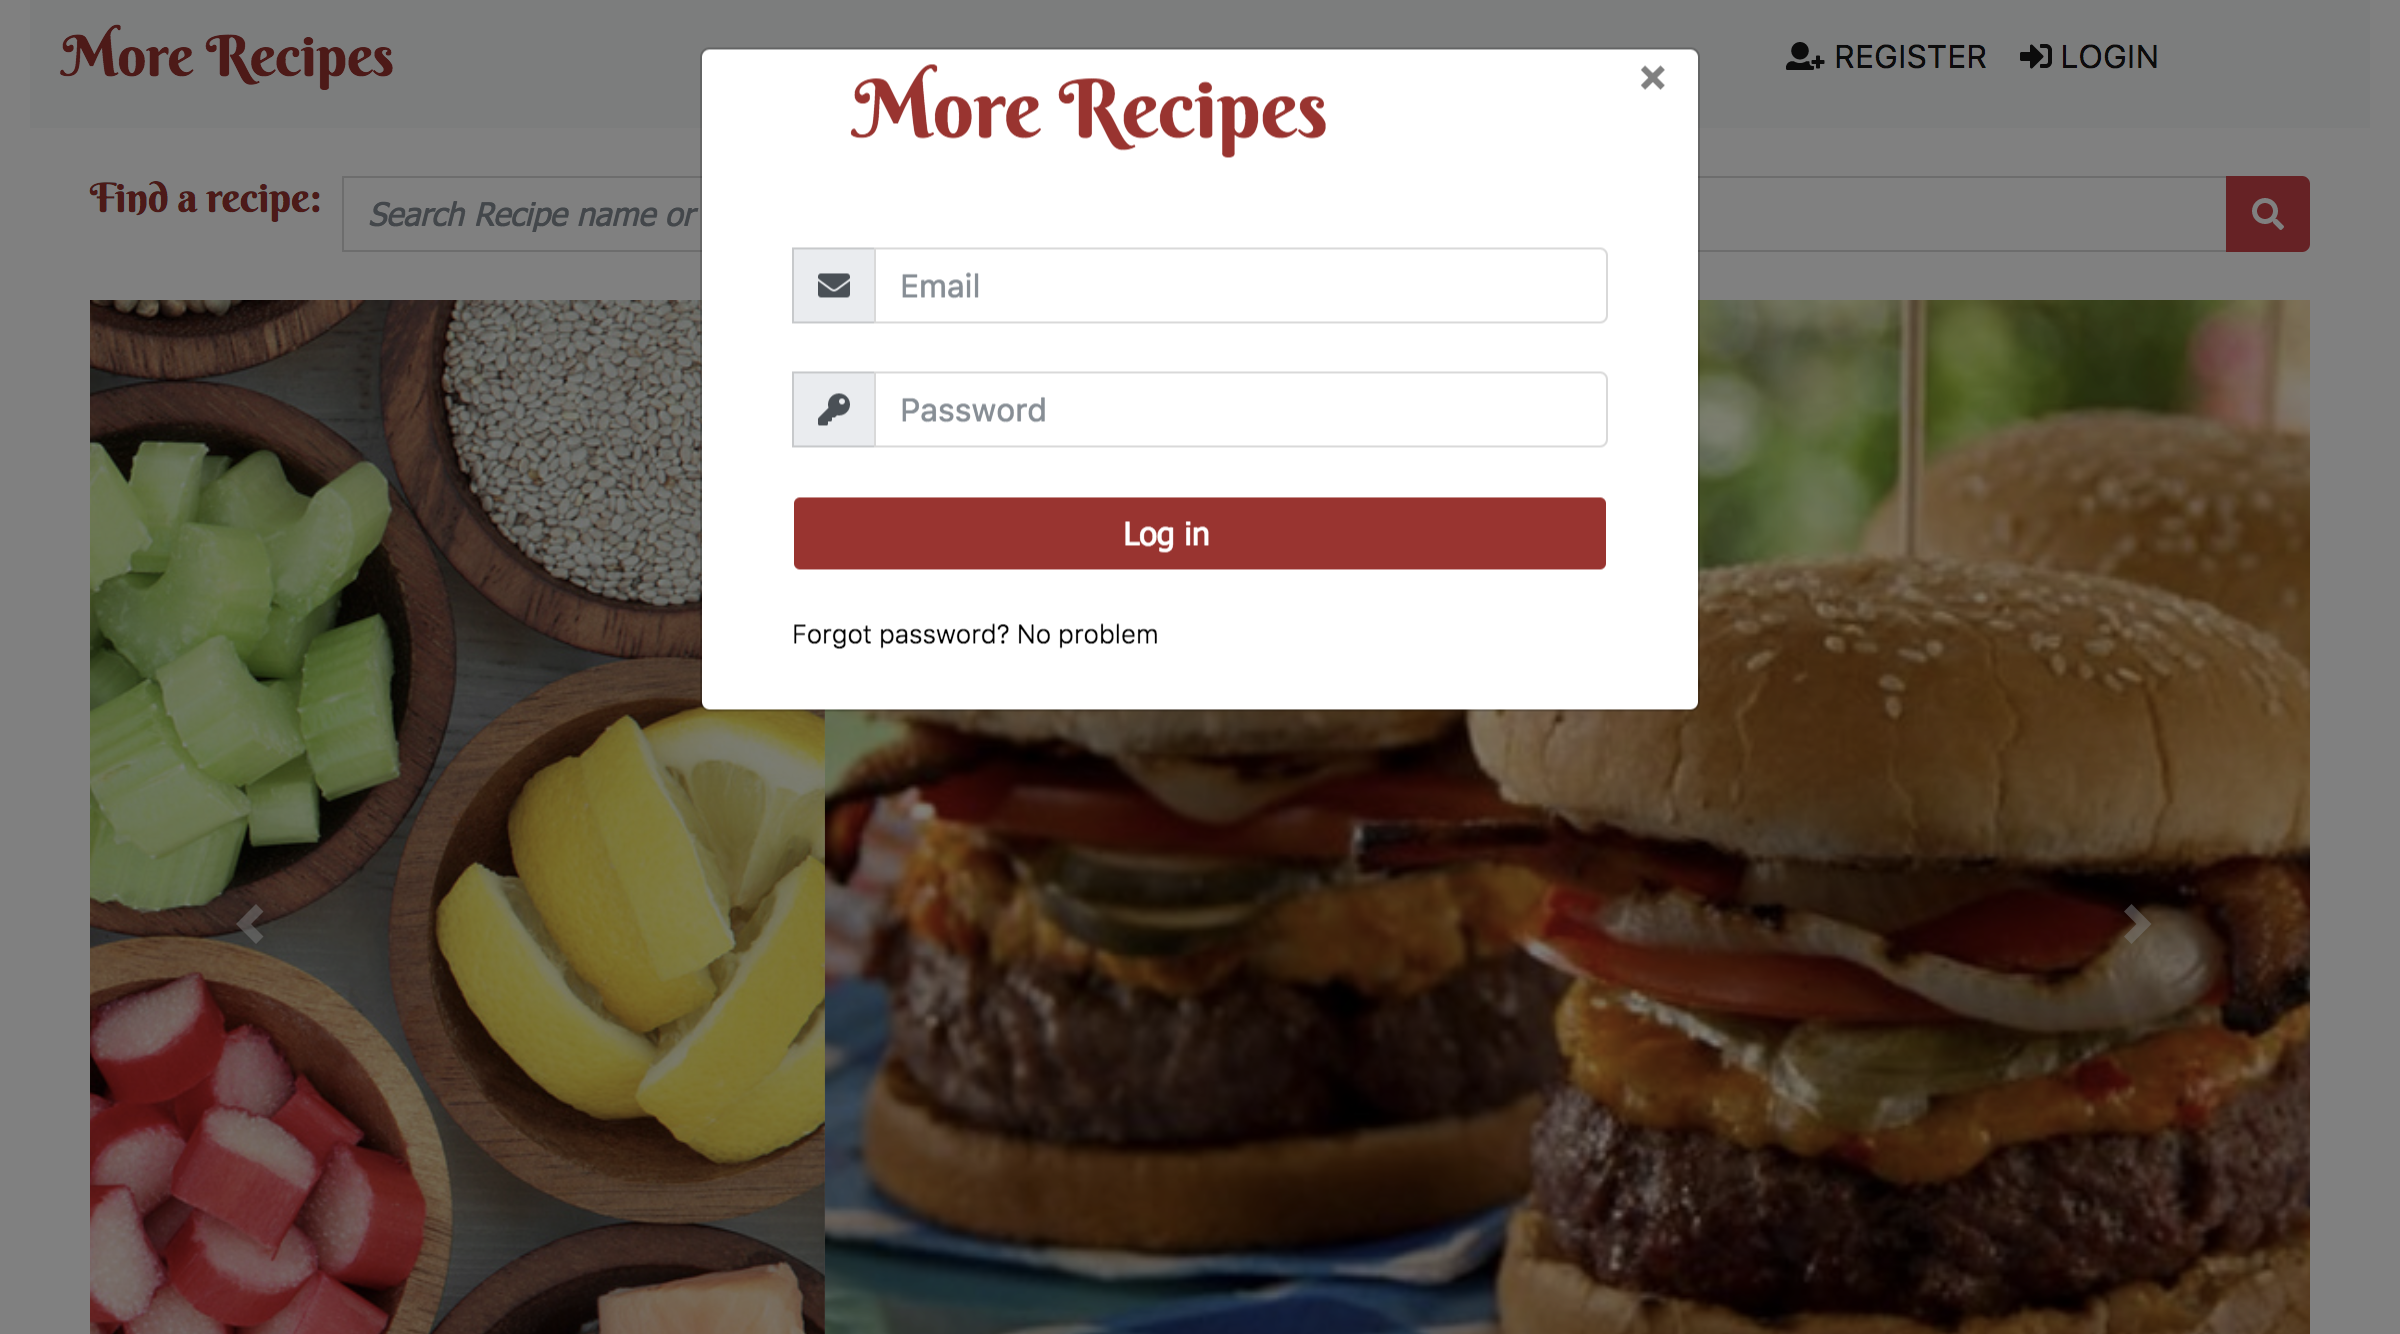 More Recipes
REGISTER
LOGIN
Find a recipe:
Search Recipe name or
More Recipes
×
Email
Password
Log in
Forgot password? No problem